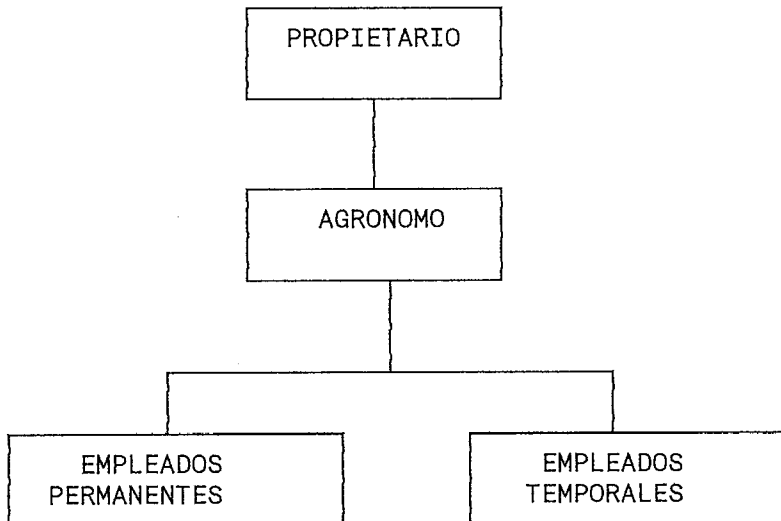 PROPIETARIO
AGRONOMO
EMPLEADOS
PERMANENTES
EMPLEADOS
TEMPORALES